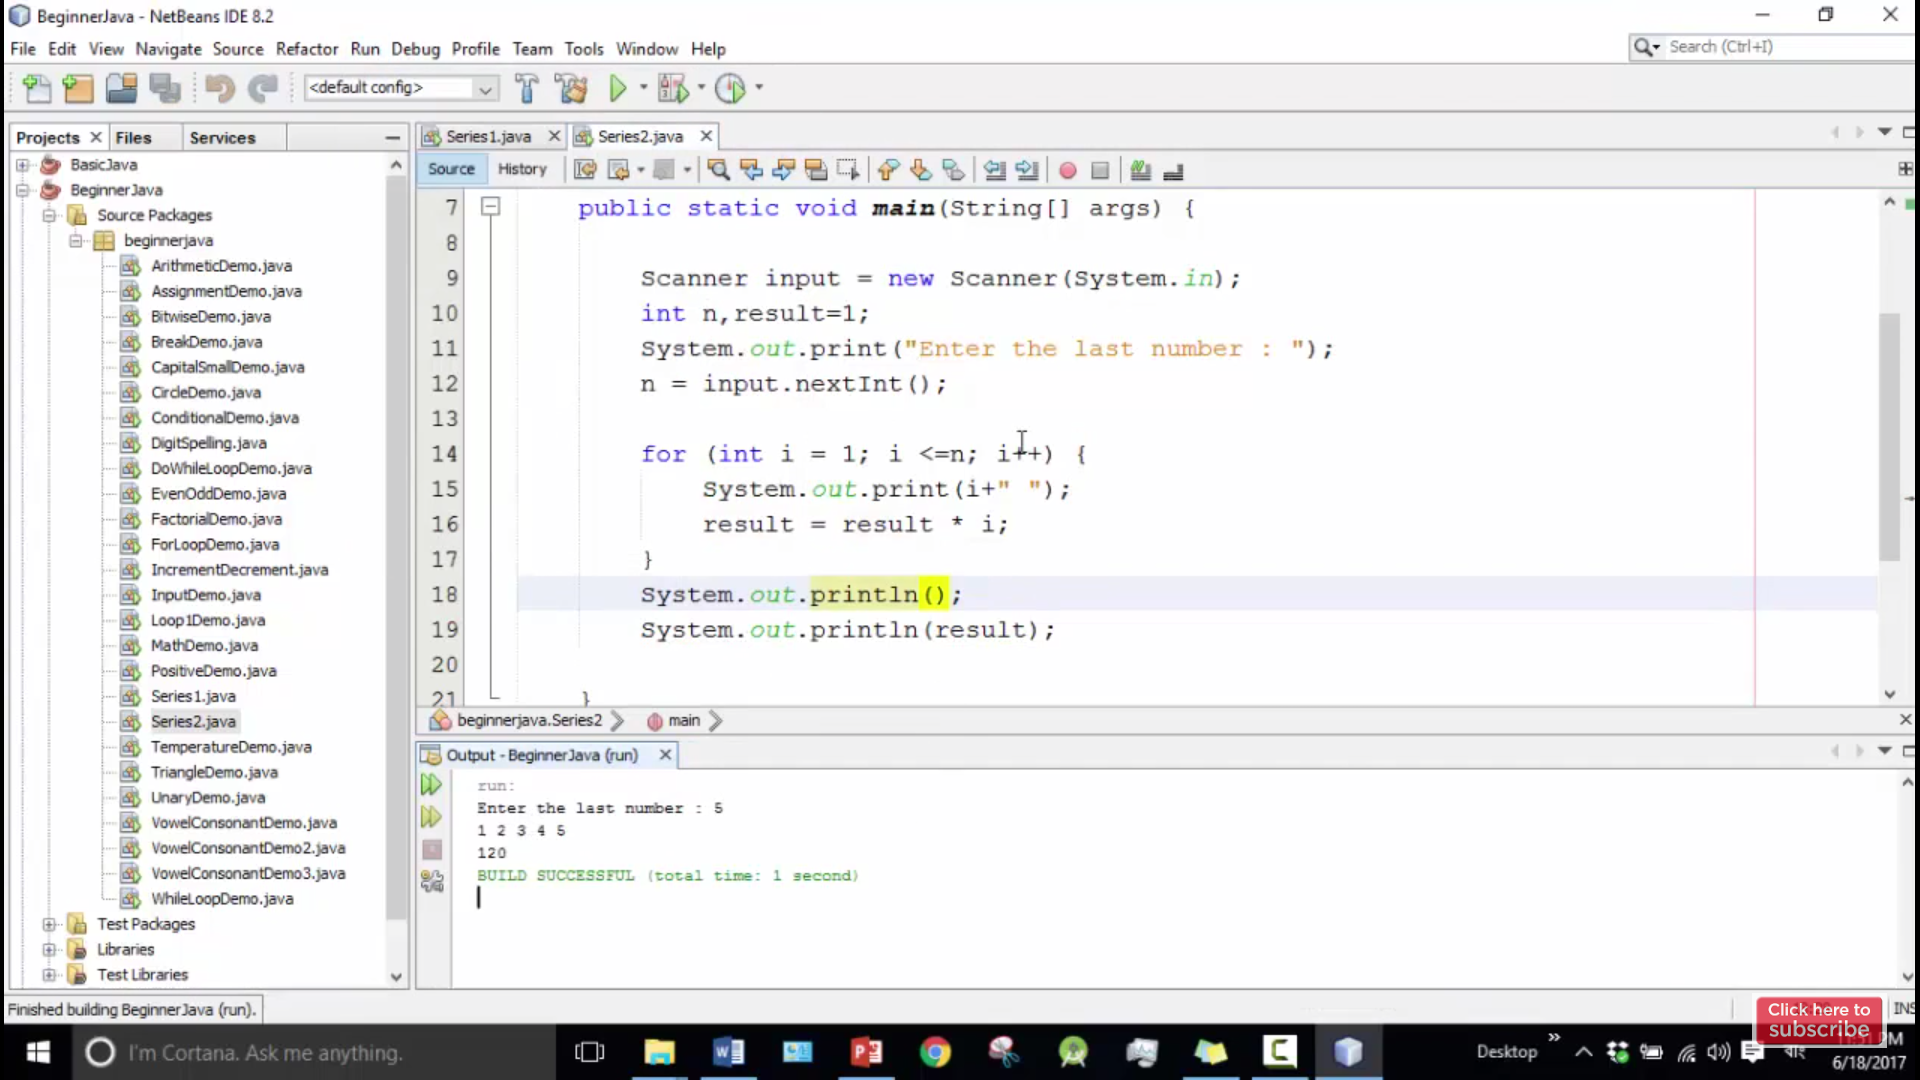 BeginnerJava - NetBeans IDE 8.2
File Edit View Navigate Source Refactor Run Debug Profile Team Tools Window Help
Search (Ctrl+I)
<default config>
Projects Files Services
BasicJava
BeginnerJava
Source Packages
beginnerjava
ArithmeticDemo.java
AssignmentDemo.java
BitwiseDemo.java
BreakDemo.java
CapitalSmallDemo.java
CircleDemo.java
ConditionalDemo.java
DigitSpelling.java
DoWhileLoopDemo.java
EvenOddDemo.java
FactorialDemo.java
ForLoopDemo.java
IncrementDecrement.java
InputDemo.java
Loop1Demo.java
MathDemo.java
PositiveDemo.java
Series1.java
Series2.java
TemperatureDemo.java
TriangleDemo.java
UnaryDemo.java
VowelConsonantDemo.java
VowelConsonantDemo2.java
VowelConsonantDemo3.java
WhileLoopDemo.java
Test Packages
Libraries
Test Libraries
Series1.java Series2.java
Source History
7 public static void main(String[] args) {
8
9 Scanner input = new Scanner(System.in);
10 int n,result=1;
11 System.out.print("Enter the last number : ");
12 n = input.nextInt();
13
14 for (int i = 1; i <=n; i++) {
15 System.out.print(i+" ");
16 result = result * i;
17 }
18 System.out.println();
19 System.out.println(result);
20
21 }
beginnerjava.Series2 main
Output - BeginnerJava (run)
run:
Enter the last number : 5
1 2 3 4 5
120
BUILD SUCCESSFUL (total time: 1 second)
Finished building BeginnerJava (run).
INS
Click here to
subscribe
I'm Cortana. Ask me anything.
Desktop
বাং
PM
6/18/2017